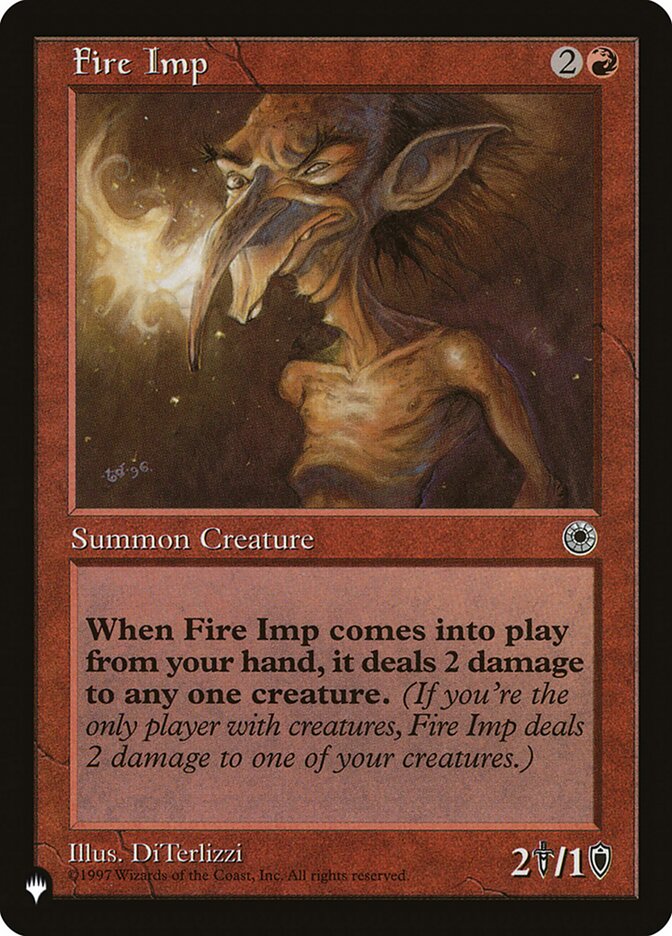 Fire Imp 2
Summon Creature
When Fire Imp comes into play
from your hand, it deals 2 damage
to any one creature. (If you're the
only player with creatures, Fire Imp deals
2 damage to one of your creatures.)
Illus. DiTerlizzi
©1997 Wizards of the Coast, Inc. All rights reserved.
2/1